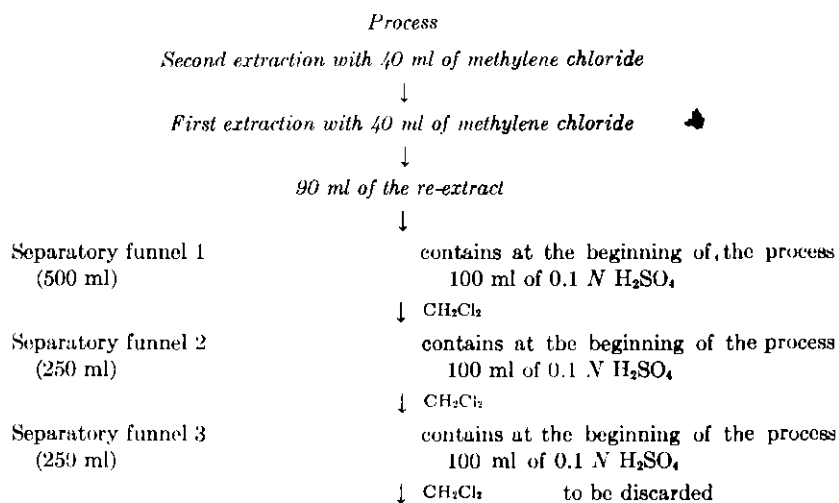 Process
Second extraction with 40 ml of methylene chloride
↓
First extraction with 40 ml of methylene chloride
↓
90 ml of the re-extract
↓
Separatory funnel 1 contains at the beginning of the process
(500 ml) 100 ml of 0.1 N H₂SO₄
↓ CH₂Cl₂
Separatory funnel 2 contains at the beginning of the process
(250 ml) 100 ml of 0.1 N H₂SO₄
↓ CH₂Cl₂
Separatory funnel 3 contains at the beginning of the process
(250 ml) 100 ml of 0.1 N H₂SO₄
↓ CH₂Cl₂ to be discarded